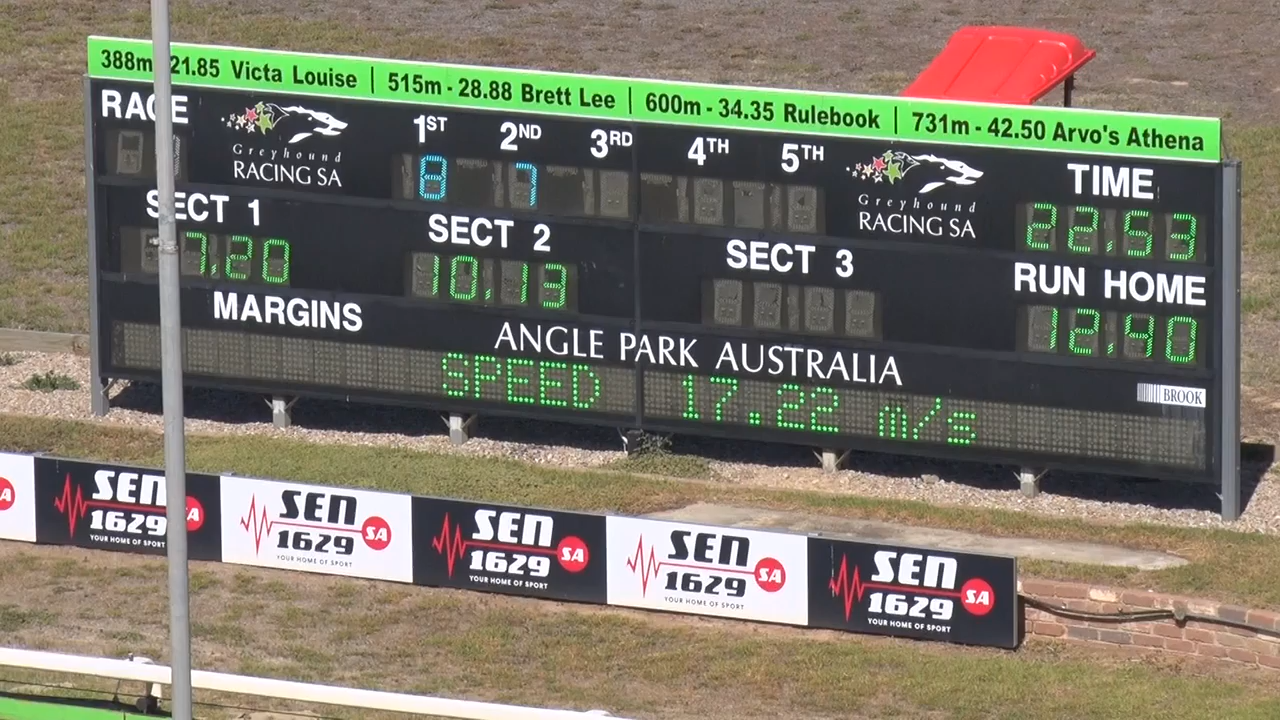 388m 21.85 Victa Louise | 515m - 28.88 Brett Lee | 600m - 34.35 Rulebook | 731m - 42.50 Arvo's Athena
RACE
Greyhound
RACING SA
1ST 2ND 3RD 4TH 5TH
8 7
Greyhound
RACING SA
TIME
22.53
SECT 1
7.20
SECT 2
10.13
SECT 3
RUN HOME
12.40
MARGINS
ANGLE PARK AUSTRALIA
BROOK
SPEED 17.22 m/s
A
SEN
1629 SA
YOUR HOME OF SPORT
SEN
1629 SA
YOUR HOME OF SPORT
SEN
1629 SA
YOUR HOME OF SPORT
SEN
1629 SA
YOUR HOME OF SPORT
SEN
1629 SA
YOUR HOME OF SPORT